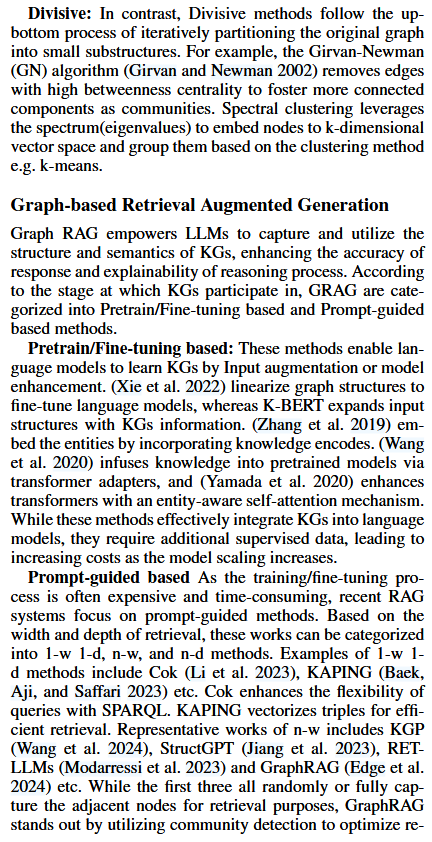 Divisive: In contrast, Divisive methods follow the up-
bottom process of iteratively partitioning the original graph
into small substructures. For example, the Girvan-Newman
(GN) algorithm (Girvan and Newman 2002) removes edges
with high betweenness centrality to foster more connected
components as communities. Spectral clustering leverages
the spectrum(eigenvalues) to embed nodes to k-dimensional
vector space and group them based on the clustering method
e.g. k-means.
Graph-based Retrieval Augmented Generation
Graph RAG empowers LLMs to capture and utilize the
structure and semantics of KGs, enhancing the accuracy of
response and explainability of reasoning process. According
to the stage at which KGs participate in, GRAG are cate-
gorized into Pretrain/Fine-tuning based and Prompt-guided
based methods.
Pretrain/Fine-tuning based: These methods enable lan-
guage models to learn KGs by Input augmentation or model
enhancement. (Xie et al. 2022) linearize graph structures to
fine-tune language models, whereas K-BERT expands input
structures with KGs information. (Zhang et al. 2019) em-
bed the entities by incorporating knowledge encodes. (Wang
et al. 2020) infuses knowledge into pretrained models via
transformer adapters, and (Yamada et al. 2020) enhances
transformers with an entity-aware self-attention mechanism.
While these methods effectively integrate KGs into language
models, they require additional supervised data, leading to
increasing costs as the model scaling increases.
Prompt-guided based As the training/fine-tuning pro-
cess is often expensive and time-consuming, recent RAG
systems focus on prompt-guided methods. Based on the
width and depth of retrieval, these works can be categorized
into 1-w 1-d, n-w, and n-d methods. Examples of 1-w 1-
d methods include Cok (Li et al. 2023), KAPING (Baek,
Aji, and Saffari 2023) etc. Cok enhances the flexibility of
queries with SPARQL. KAPING vectorizes triples for effi-
cient retrieval. Representative works of n-w includes KGP
(Wang et al. 2024), StructGPT (Jiang et al. 2023), RET-
LLMs (Modarressi et al. 2023) and GraphRAG (Edge et al.
2024) etc. While the first three all randomly or fully cap-
ture the adjacent nodes for retrieval purposes, GraphRAG
stands out by utilizing community detection to optimize re-